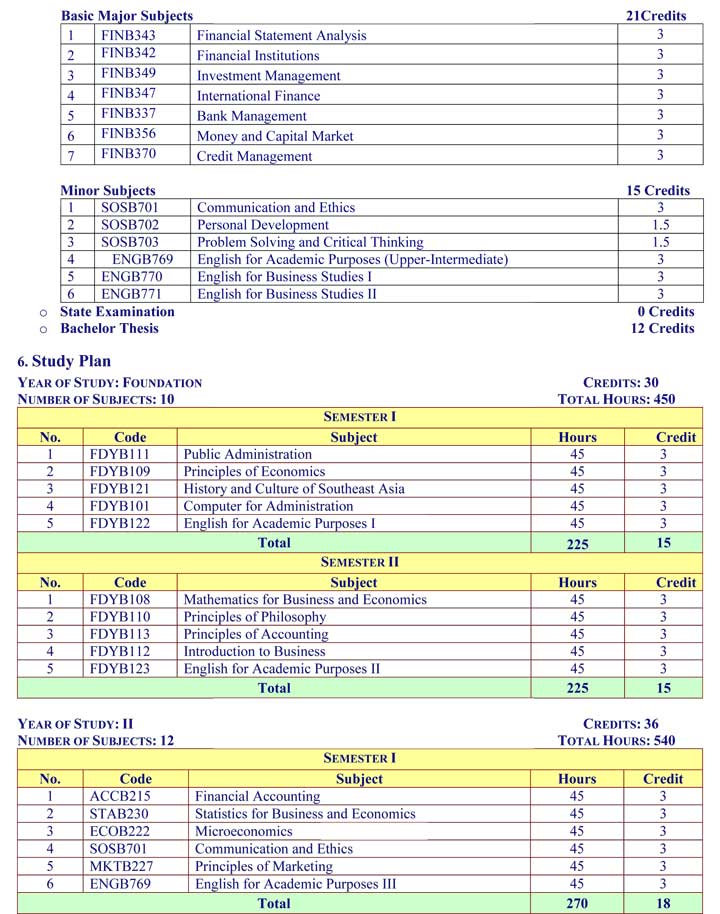 Basic Major Subjects 21Credits
1 FINB343 Financial Statement Analysis 3
2 FINB342 Financial Institutions 3
3 FINB349 Investment Management 3
4 FINB347 International Finance 3
5 FINB337 Bank Management 3
6 FINB356 Money and Capital Market 3
7 FINB370 Credit Management 3
Minor Subjects 15 Credits
1 SOSB701 Communication and Ethics 3
2 SOSB702 Personal Development 1.5
3 SOSB703 Problem Solving and Critical Thinking 1.5
4 ENGB769 English for Academic Purposes (Upper-Intermediate) 3
5 ENGB770 English for Business Studies I 3
6 ENGB771 English for Business Studies II 3
o State Examination 0 Credits
o Bachelor Thesis 12 Credits
6. Study Plan
YEAR OF STUDY: FOUNDATION CREDITS: 30
NUMBER OF SUBJECTS: 10 TOTAL HOURS: 450
SEMESTER I
No. Code Subject Hours Credit
1 FDYB111 Public Administration 45 3
2 FDYB109 Principles of Economics 45 3
3 FDYB121 History and Culture of Southeast Asia 45 3
4 FDYB101 Computer for Administration 45 3
5 FDYB122 English for Academic Purposes I 45 3
Total 225 15
SEMESTER II
No. Code Subject Hours Credit
1 FDYB108 Mathematics for Business and Economics 45 3
2 FDYB110 Principles of Philosophy 45 3
3 FDYB113 Principles of Accounting 45 3
4 FDYB112 Introduction to Business 45 3
5 FDYB123 English for Academic Purposes II 45 3
Total 225 15
YEAR OF STUDY: II CREDITS: 36
NUMBER OF SUBJECTS: 12 TOTAL HOURS: 540
SEMESTER I
No. Code Subject Hours Credit
1 ACCB215 Financial Accounting 45 3
2 STAB230 Statistics for Business and Economics 45 3
3 ECOB222 Microeconomics 45 3
4 SOSB701 Communication and Ethics 45 3
5 MKTB227 Principles of Marketing 45 3
6 ENGB769 English for Academic Purposes III 45 3
Total 270 18